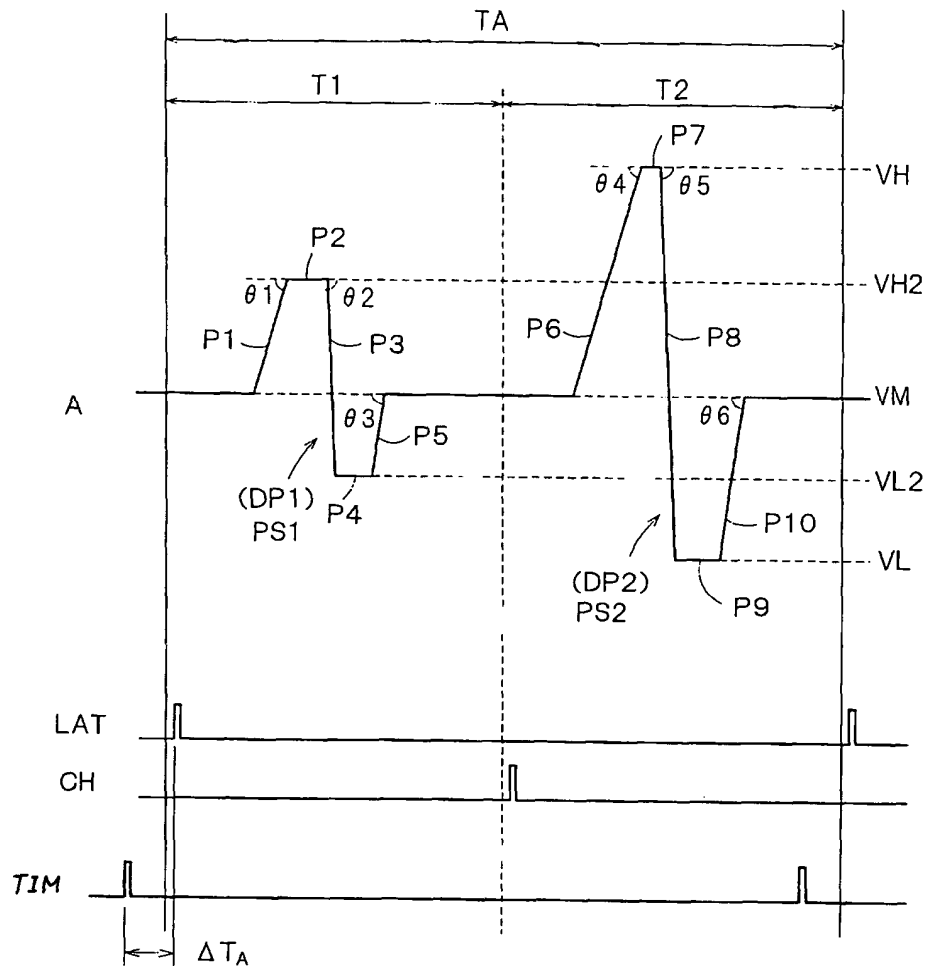 TA
T1 T2
P7
θ4 θ5 VH
P2
θ1 θ2 VH2
P1 P3 P6 P8
A θ3 θ6 VM
P5
(DP1) P4 VL2
PS1 P10
(DP2) VL
PS2 P9
LAT
CH
TIM
ΔTA